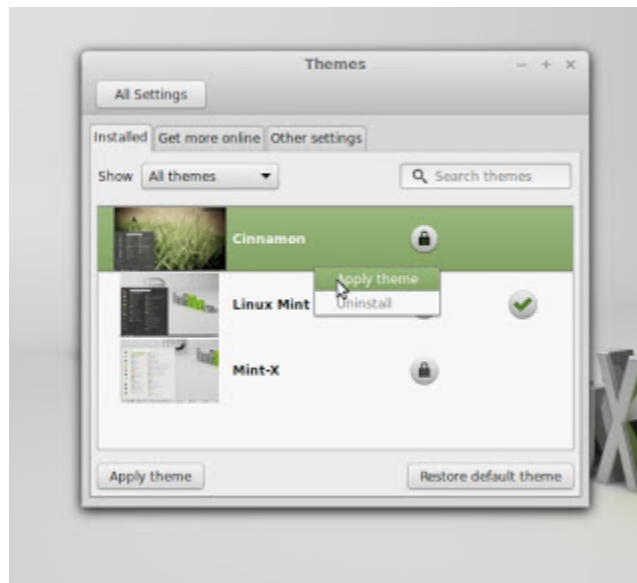 Themes
All Settings
Installed Get more online Other settings
Show All themes Search themes
Cinnamon
Apply theme
Linux Mint
Uninstall
Mint-X
Apply theme Restore default theme
X